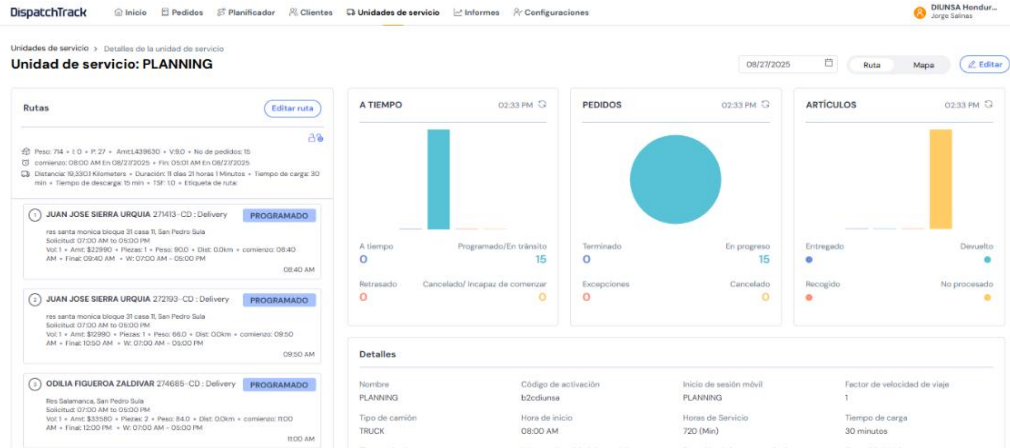 DispatchTrack
Inicio
Pedidos
Planificador
Clientes
Unidades de servicio
Informes
Configuraciones
DIUNSA Hondur...
Jorge Salinas
Unidades de servicio > Detalles de la unidad de servicio
Unidad de servicio: PLANNING
08/27/2025
Ruta
Mapa
Editar
Rutas
Editar ruta
Peso: 714 • I: 0 • P: 27 • Amt:L439630 • V:9.0 • No de pedidos: 15
comienzo: 08:00 AM En 08/27/2025 • Fin: 05:01 AM En
Duración: 11 días 21 horas 1 Minutos • Tiempo de carga: 30
min • Tiempo de descarga: 15 min • TSF: 1.0 • Etiqueta de ruta:
1 JUAN JOSE SIERRA URQUIA 271413-CD : Delivery PROGRAMADO
res santa monica bloque 31 casa 11, San Pedro Sula
Solicitud: 07:00 AM to 05:00 PM
Vol: 1 • Amt: $22990 • Piezas: 1 • Peso: 90.0 • Dist: 0.0km • comienzo: 08:40
AM • Final: 09:40 AM • W: 07:00 AM - 05:00 PM
08:40 AM
2 JUAN JOSE SIERRA URQUIA 272193-CD : Delivery PROGRAMADO
res santa monica bloque 31 casa 11, San Pedro Sula
Solicitud: 07:00 AM to 05:00 PM
Vol: 1 • Amt: $12990 • Piezas: 1 • Peso: 66.0 • Dist: 0.0km • comienzo: 09:50
AM • Final: 10:50 AM • W: 07:00 AM - 05:00 PM
09:50 AM
3 ODILIA FIGUEROA ZALDIVAR 274685-CD : Delivery PROGRAMADO
Res Salamanca, San Pedro Sula
Solicitud: 07:00 AM to 05:00 PM
Vol: 1 • Amt: $33580 • Piezas: 2 • Peso: 84.0 • Dist: 0.0km • comienzo: 11:00
AM • Final: 12:00 PM • W: 07:00 AM - 05:00 PM
11:00 AM
A TIEMPO 02:33 PM
A tiempo
0
Programado/En tránsito
15
Retrasado
0
Cancelado/ Incapaz de comenzar
0
PEDIDOS 02:33 PM
Terminado
0
En progreso
15
Excepciones
0
Cancelado
0
ARTÍCULOS 02:33 PM
Entregado
Devuelto
Recogido
No procesado
Detalles
Nombre
PLANNING
Código de activación
b2cdiunsa
Inicio de sesión móvil
PLANNING
Factor de velocidad de viaje
1
Tipo de camión
TRUCK
Hora de inicio
08:00 AM
Horas de Servicio
720 (Min)
Tiempo de carga
30 minutos